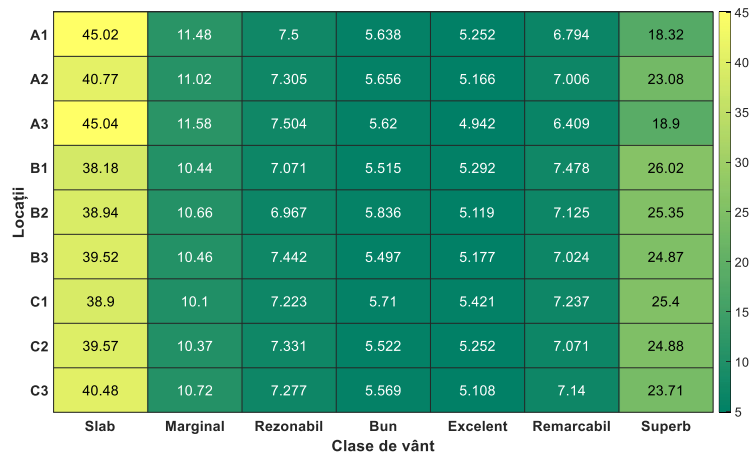 A1 45.02 11.48 7.5 5.638 5.252 6.794 18.32
A2 40.77 11.02 7.305 5.656 5.166 7.006 23.08
A3 45.04 11.58 7.504 5.62 4.942 6.409 18.9
B1 38.18 10.44 7.071 5.515 5.292 7.478 26.02
B2 38.94 10.66 6.967 5.836 5.119 7.125 25.35
B3 39.52 10.46 7.442 5.497 5.177 7.024 24.87
C1 38.9 10.1 7.223 5.71 5.421 7.237 25.4
C2 39.57 10.37 7.331 5.522 5.252 7.071 24.88
C3 40.48 10.72 7.277 5.569 5.108 7.14 23.71
Slab Marginal Rezonabil Bun Excelent Remarcabil Superb
Clase de vânt
Locații
45
40
35
30
25
20
15
10
5